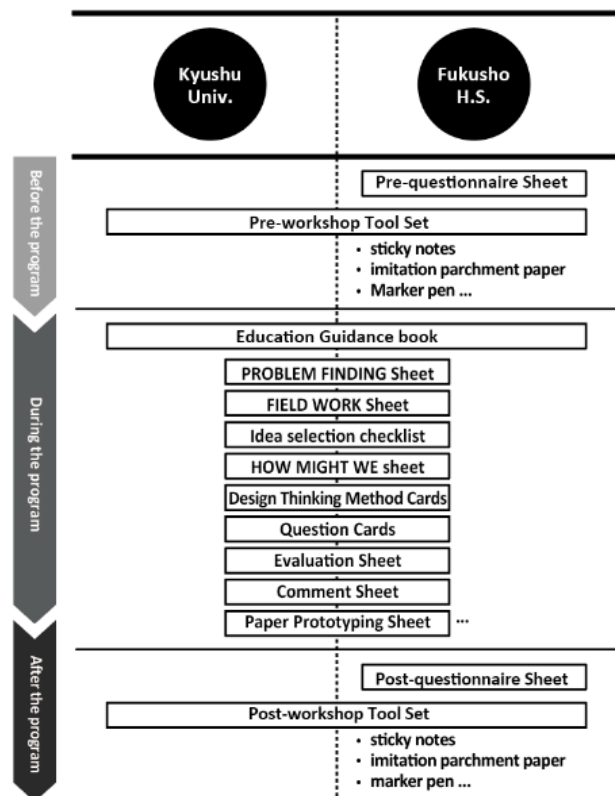 Kyushu
Univ.
Fukusho
H.S.
Before the program
Pre-questionnaire Sheet
Pre-workshop Tool Set
• sticky notes
• imitation parchment paper
• Marker pen ...
During the program
Education Guidance book
PROBLEM FINDING Sheet
FIELD WORK Sheet
Idea selection checklist
HOW MIGHT WE sheet
Design Thinking Method Cards
Question Cards
Evaluation Sheet
Comment Sheet
Paper Prototyping Sheet ...
After the program
Post-questionnaire Sheet
Post-workshop Tool Set
• sticky notes
• imitation parchment paper
• marker pen ...